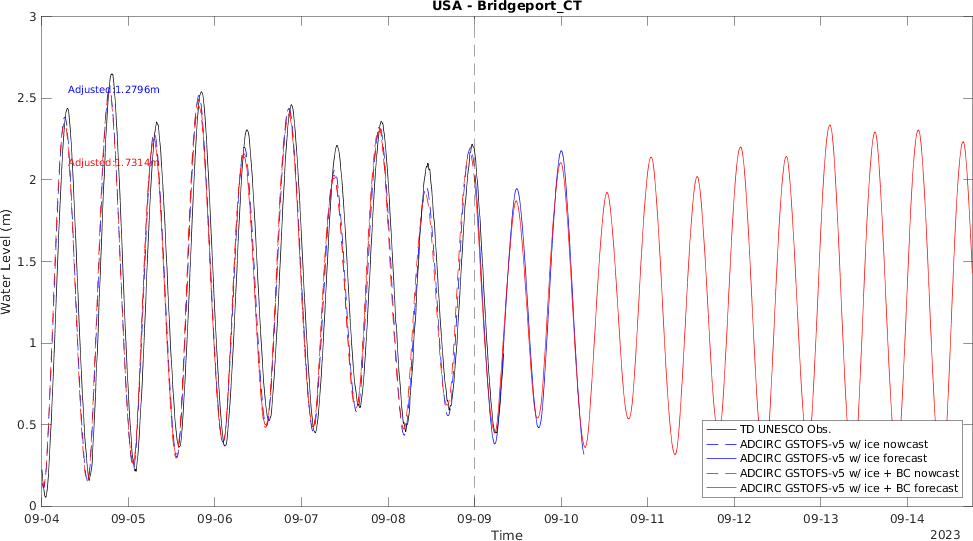 USA - Bridgeport_CT
3
2.5
2
1.5
1
0.5
0
Water Level (m)
Adjusted:1.2796m
Adjusted:1.7314m
TD UNESCO Obs.
ADCIRC GSTOFS-v5 w/ ice nowcast
ADCIRC GSTOFS-v5 w/ ice forecast
ADCIRC GSTOFS-v5 w/ ice + BC nowcast
ADCIRC GSTOFS-v5 w/ ice + BC forecast
09-04 09-05 09-06 09-07 09-08 09-09 09-10 09-11 09-12 09-13 09-14
Time
2023